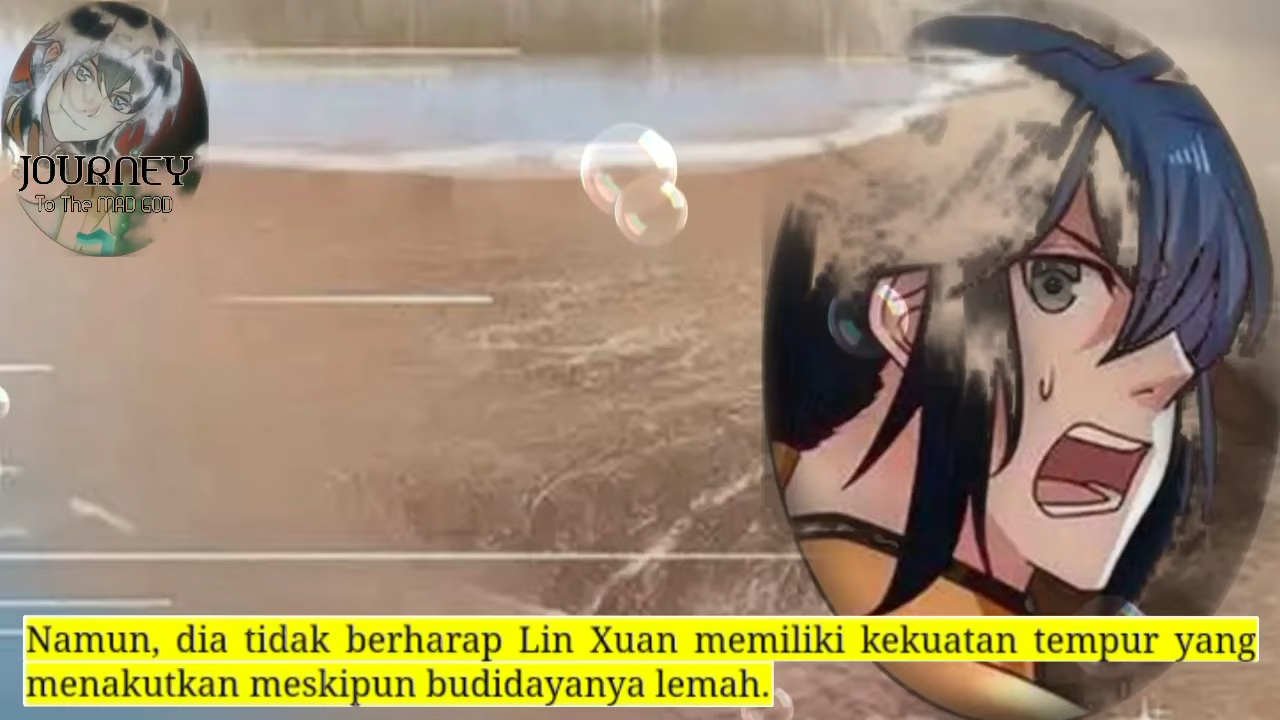 JOURNEY
To The MAD GOD
Namun, dia tidak berharap Lin Xuan memiliki kekuatan tempur yang
menakutkan meskipun budidayanya lemah.